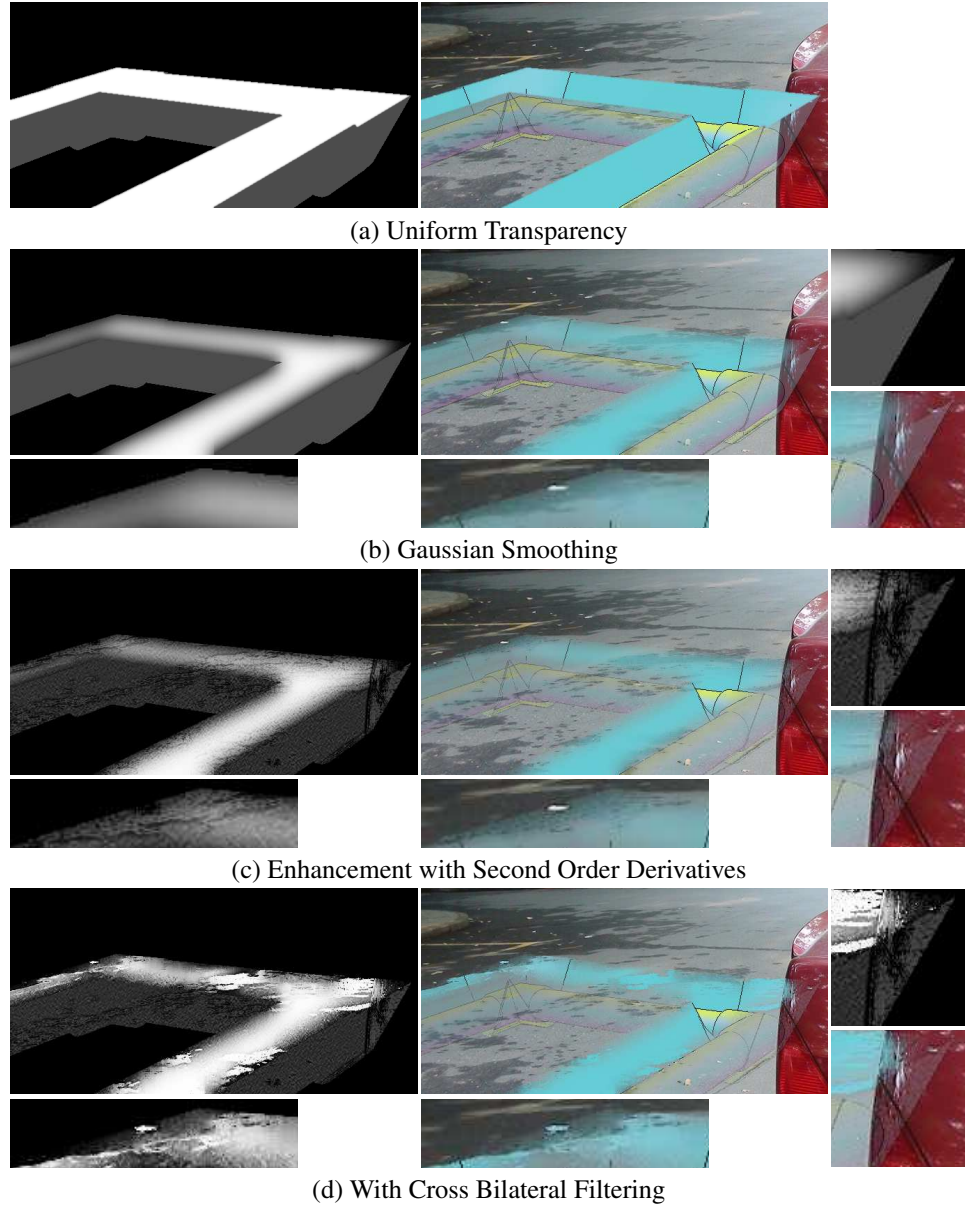 (a) Uniform Transparency
(b) Gaussian Smoothing
(c) Enhancement with Second Order Derivatives
(d) With Cross Bilateral Filtering